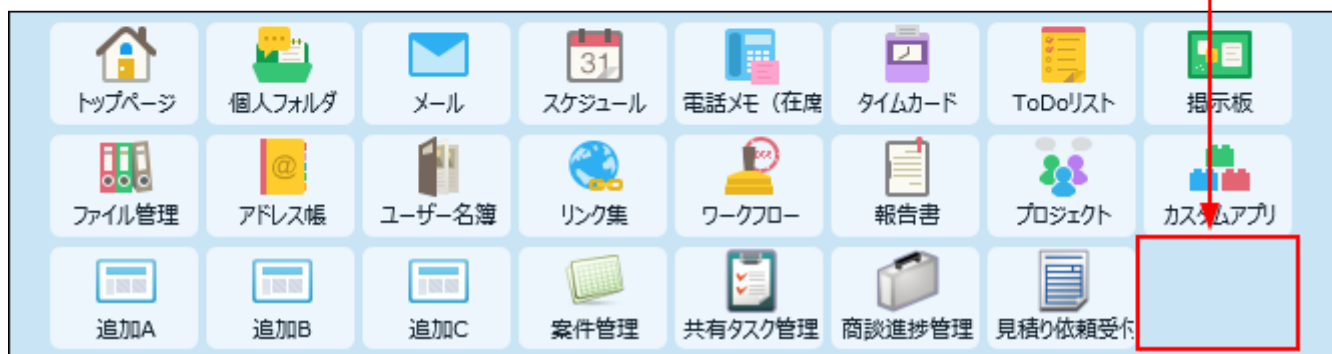 31
トップページ
個人フォルダ
メール
スケジュール
電話メモ（在席
タイムカード
ToDoリスト
掲示板
@
ファイル管理
アドレス帳
ユーザー名簿
リンク集
ワークフロー
報告書
プロジェクト
カスタムアプリ
追加A
追加B
追加C
案件管理
共有タスク管理
商談進捗管理
見積り依頼受付